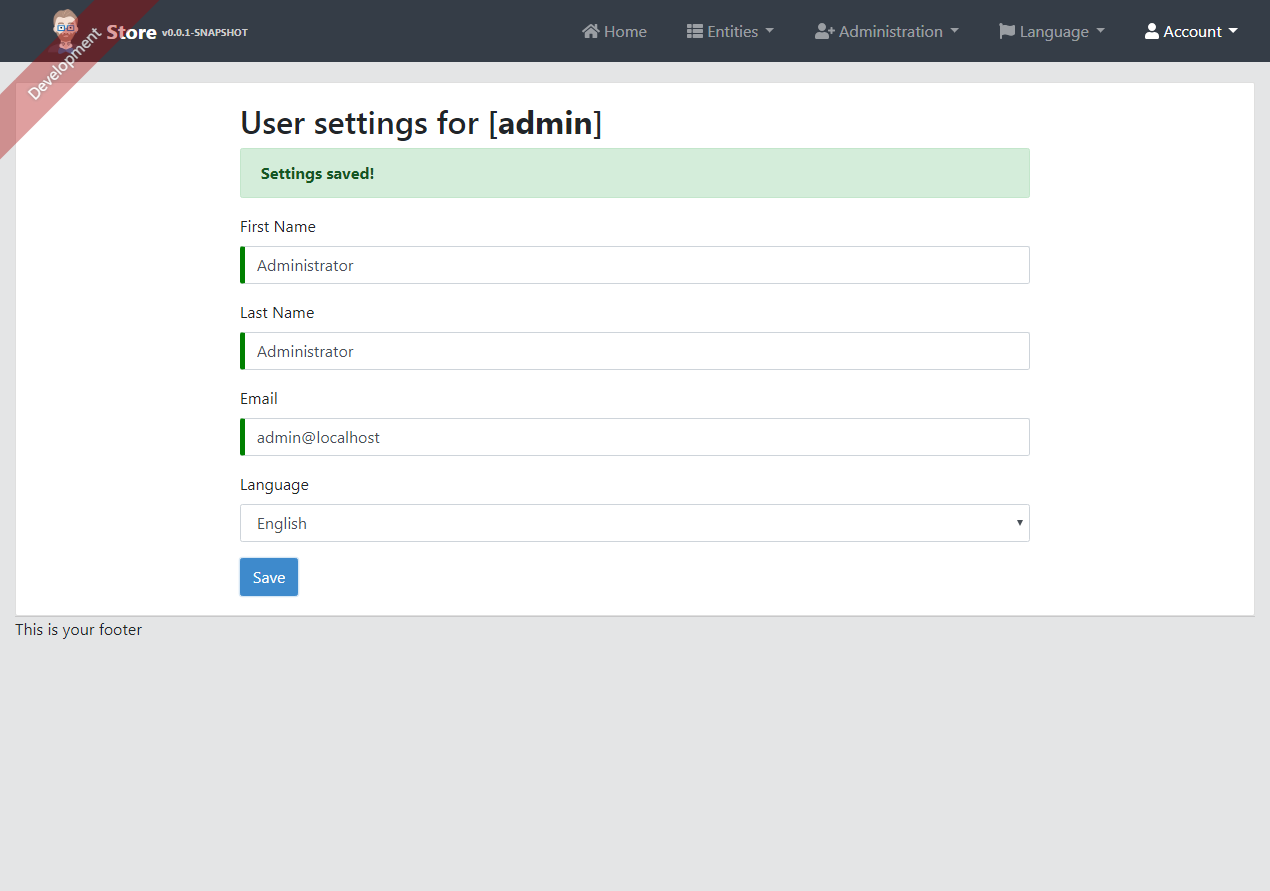 Development
Store v0.0.1-SNAPSHOT
Home
Entities
Administration
Language
Account
User settings for [admin]
Settings saved!
First Name
Administrator
Last Name
Administrator
Email
admin@localhost
Language
English
Save
This is your footer